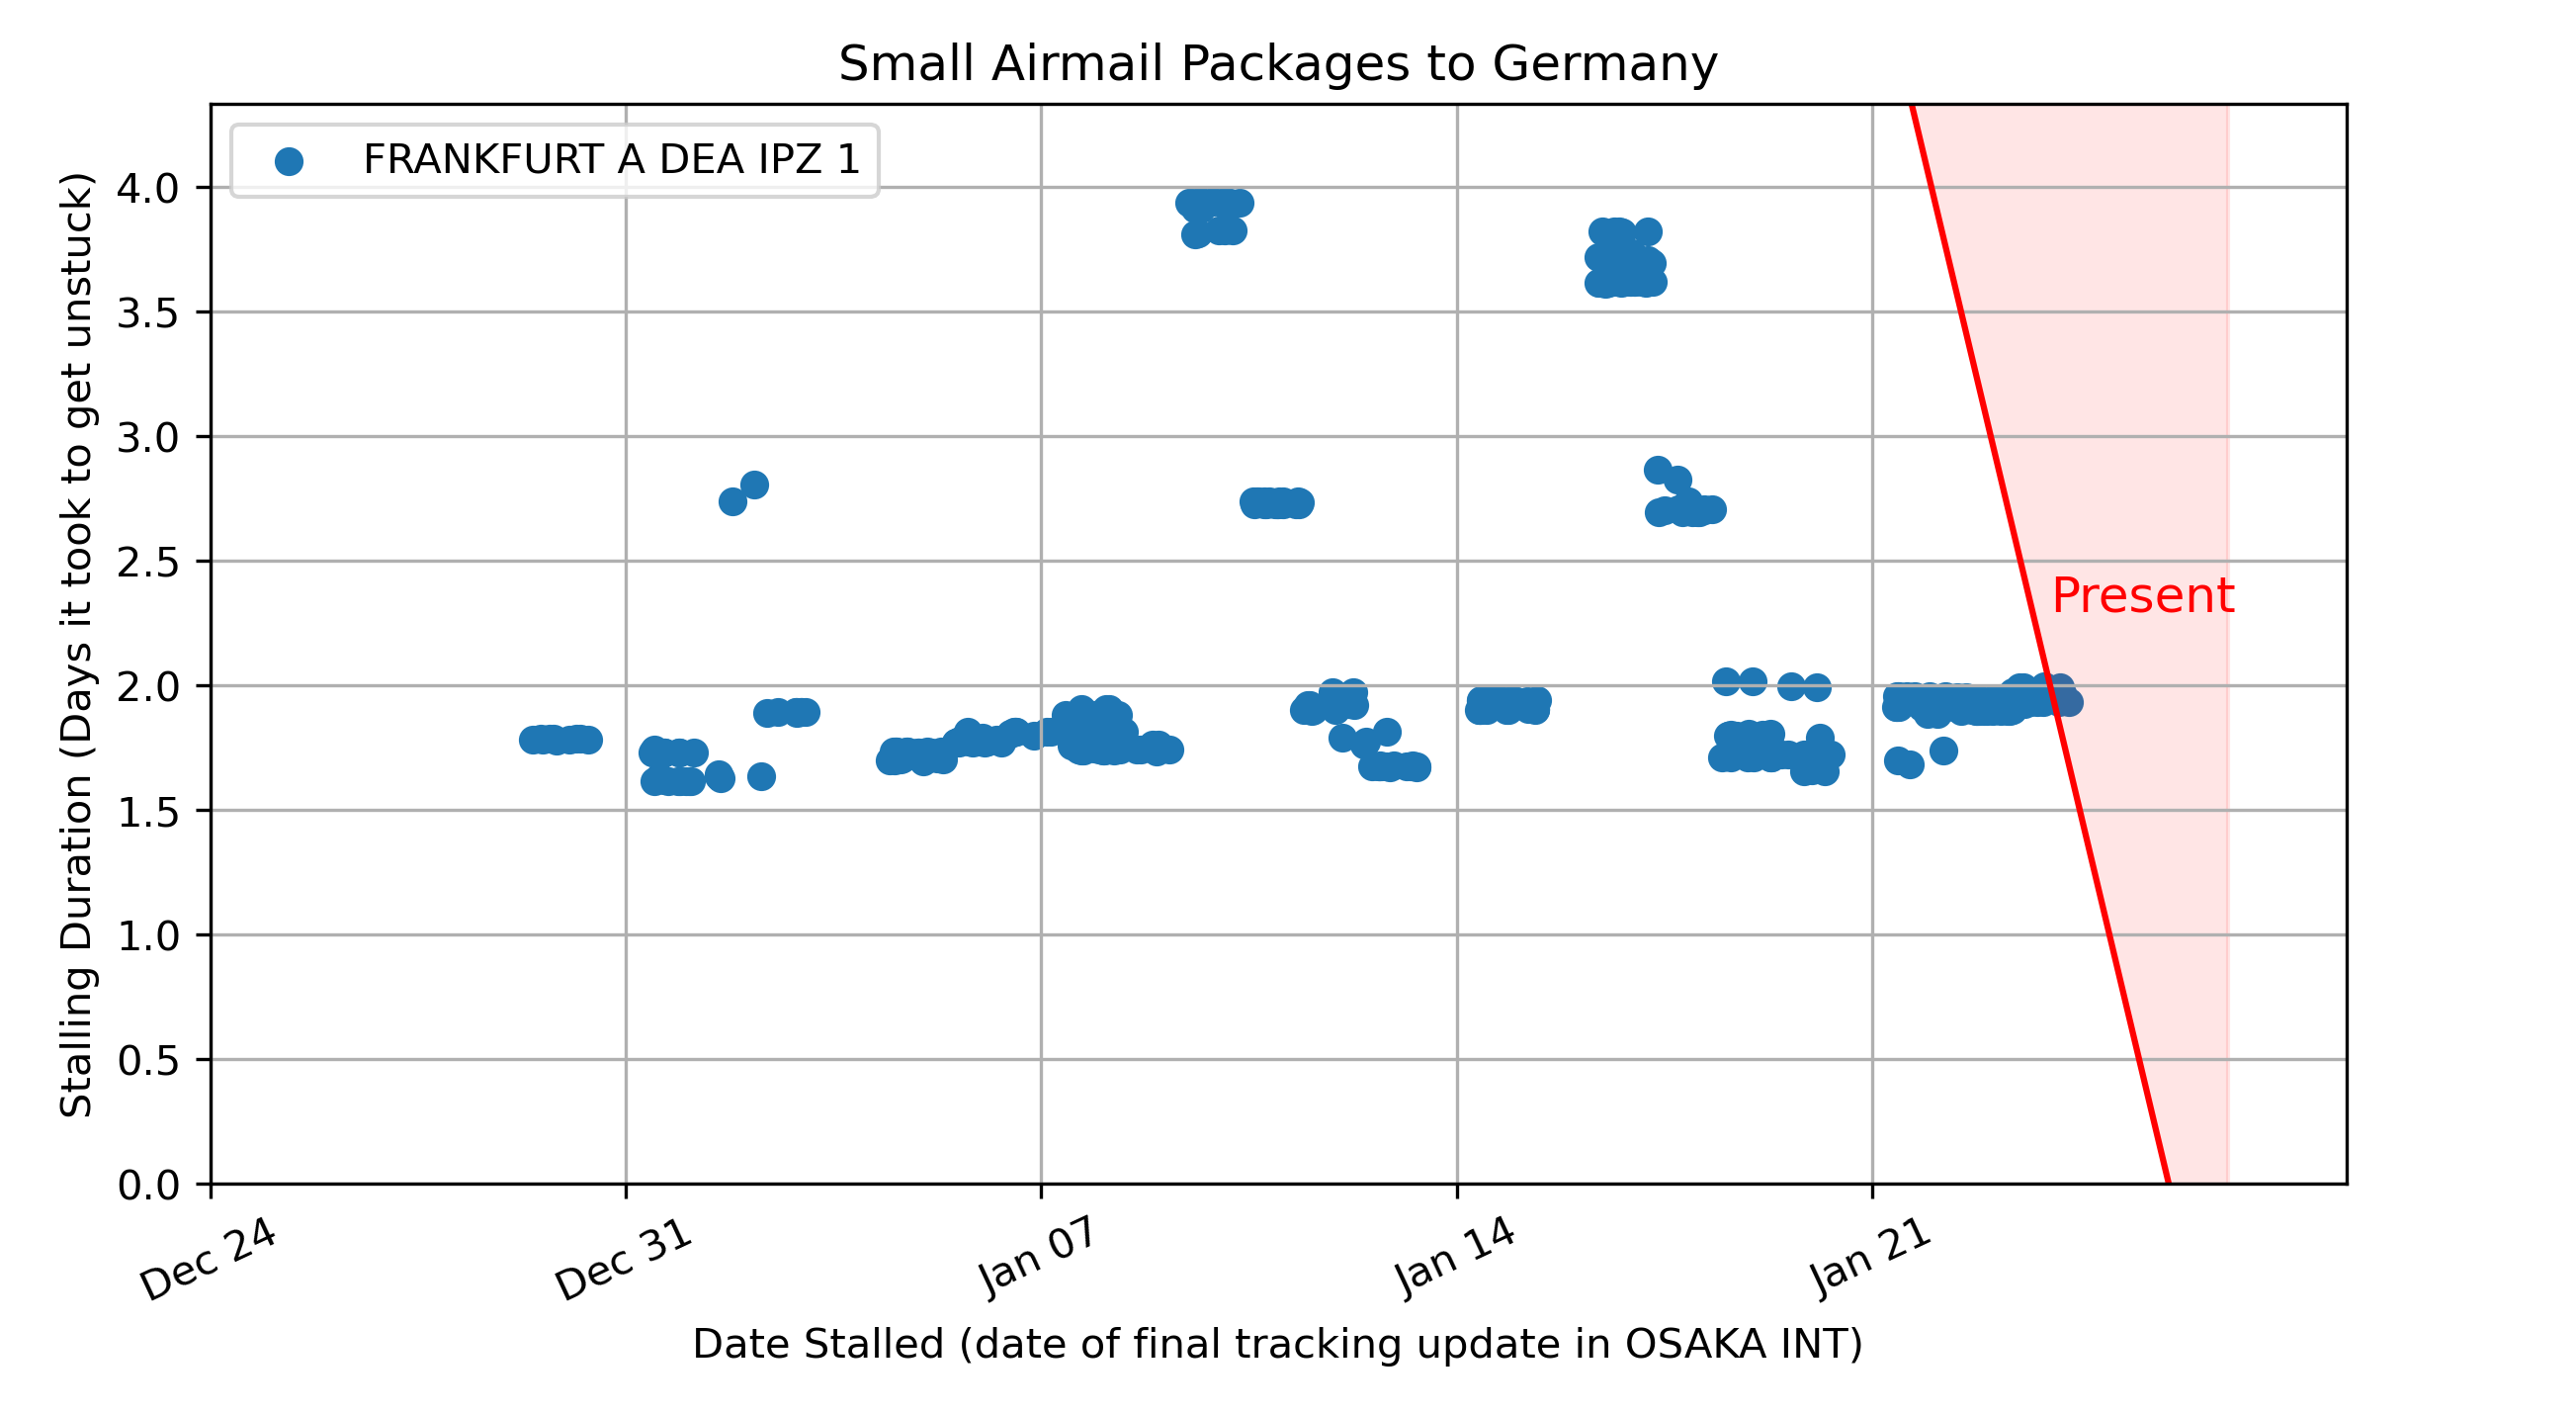 Small Airmail Packages to Germany
FRANKFURT A DEA IPZ 1
Stalling Duration (Days it took to get unstuck)
4.0
3.5
3.0
2.5
2.0
1.5
1.0
0.5
0.0
Present
Dec 24
Dec 31
Jan 07
Jan 14
Jan 21
Date Stalled (date of final tracking update in OSAKA INT)